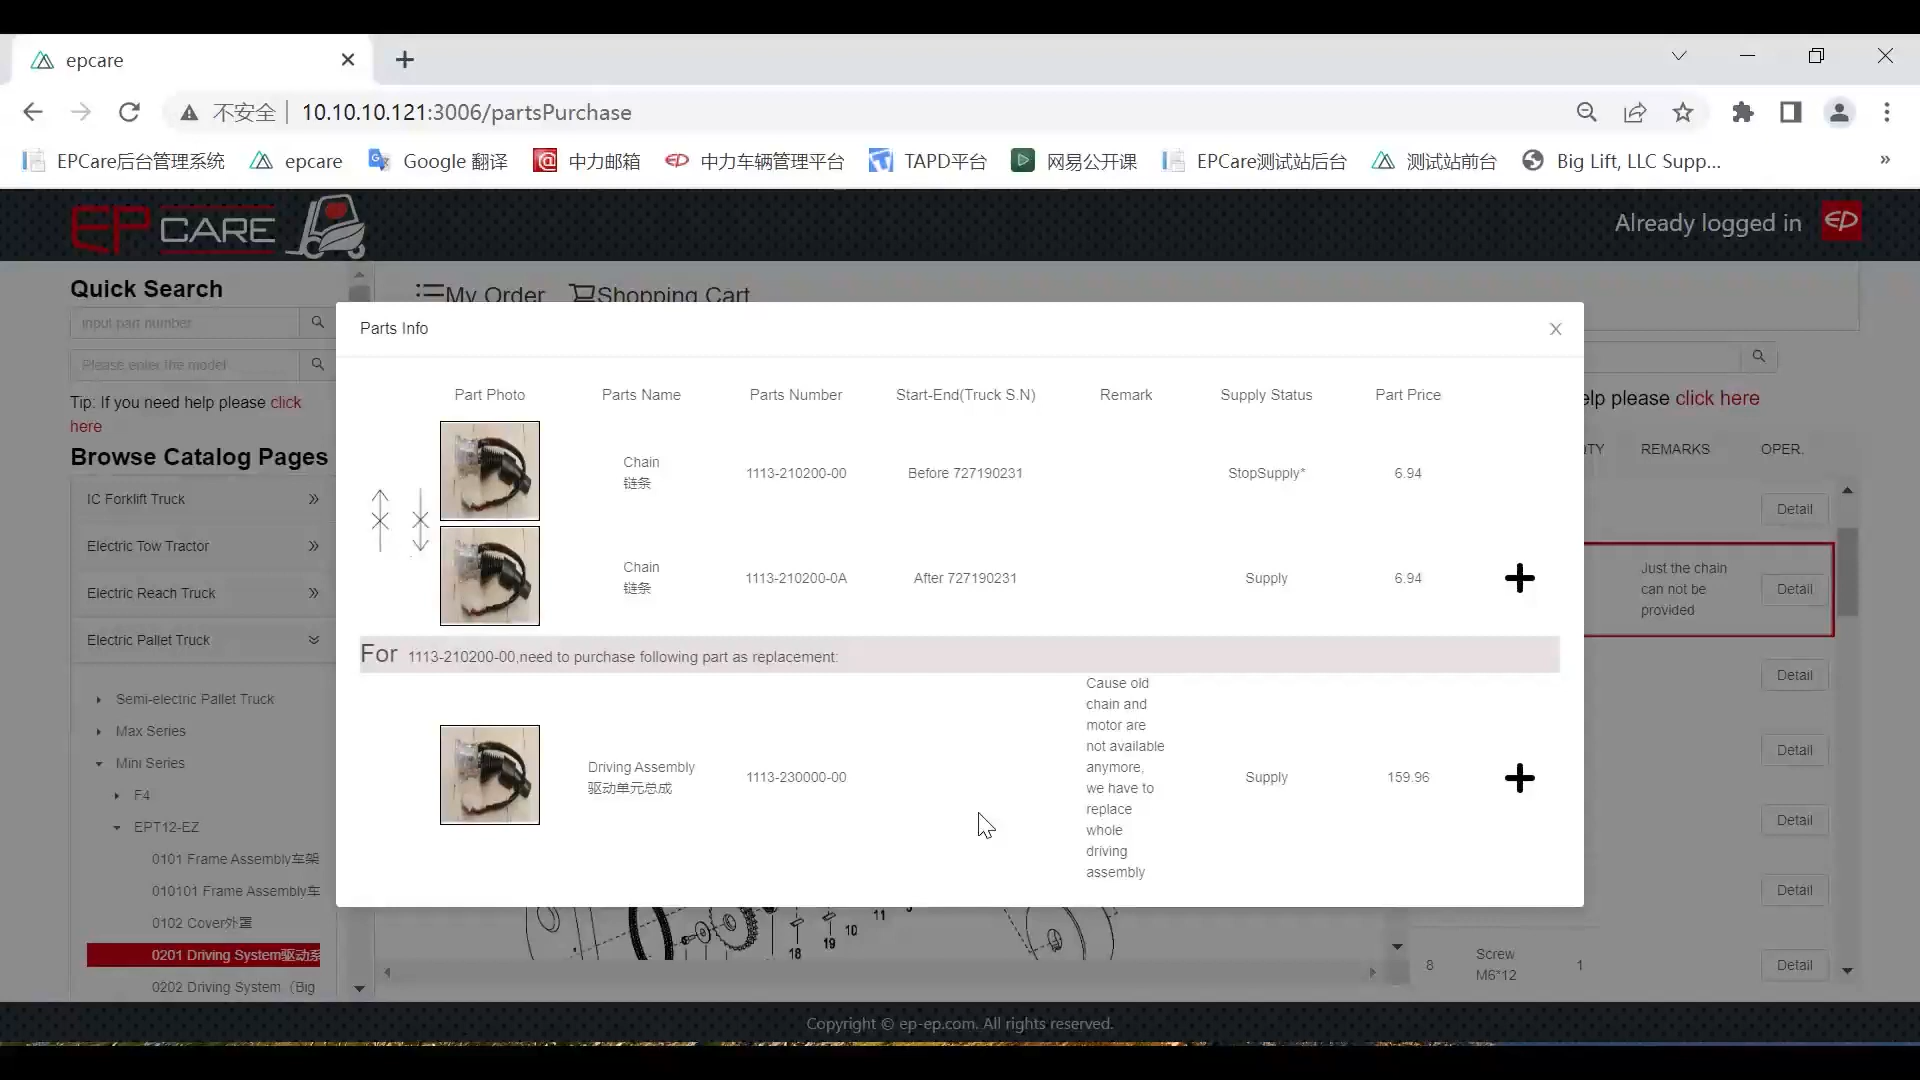 epcare
不安全 10.10.10.121:3006/partsPurchase
EPCare后台管理系统 epcare Google 翻译 中力邮箱 中力车辆管理平台 TAPD平台 网易公开课 EPCare测试站后台 测试站前台 Big Lift, LLC Supp... »
EP CARE
Already logged in
Quick Search
input part number
Please enter the model
Tip: If you need help please click
here
Browse Catalog Pages
IC Forklift Truck
Electric Tow Tractor
Electric Reach Truck
Electric Pallet Truck
Semi-electric Pallet Truck
Max Series
Mini Series
F4
EPT12-EZ
0101 Frame Assembly车架
010101 Frame Assembly车
0102 Cover外罩
0201 Driving System驱动系
0202 Driving System（Big
My Order Shopping Cart
Parts Info
Part Photo Parts Name Parts Number Start-End(Truck S.N) Remark Supply Status Part Price
Chain
链条
1113-210200-00 Before 727190231 StopSupply* 6.94
Chain
链条
1113-210200-0A After 727190231 Supply 6.94
For 1113-210200-00,need to purchase following part as replacement:
Driving Assembly
驱动单元总成
1113-230000-00
Cause old
chain and
motor are
not available
anymore,
we have to
replace
whole
driving
assembly
Supply 159.96
elp please click here
TY REMARKS OPER.
Detail
Just the chain
can not be
provided
Detail
Detail
Detail
Detail
Detail
8 Screw
M6*12
1 Detail
11
10
19
18
Copyright © ep-ep.com. All rights reserved.